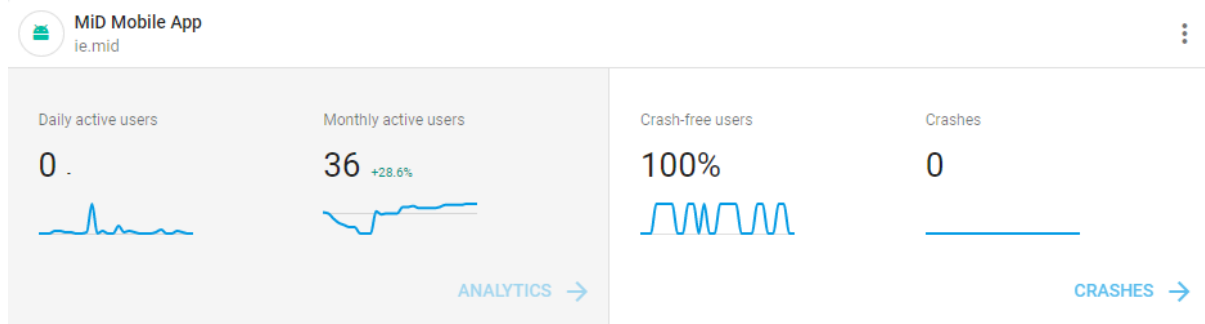 MiD Mobile App
ie.mid
Daily active users
0 -
Monthly active users
36 +28.6%
ANALYTICS
Crash-free users
100%
Crashes
0
CRASHES